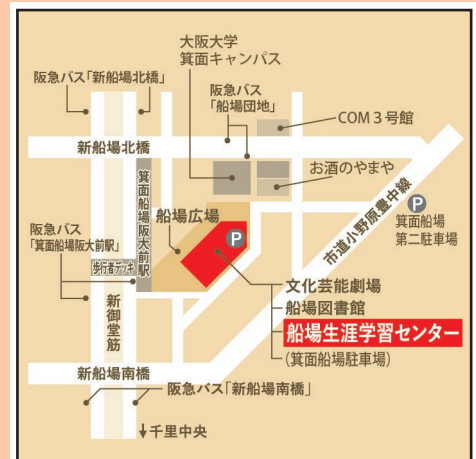 大阪大学
箕面キャンパス
阪急バス「新船場北橋」
阪急バス
「船場団地」
COM3号館
新船場北橋
お酒のやまや
箕面船場阪大前駅
船場広場
市道小野原豊中線
P
箕面船場
第二駐車場
阪急バス
「箕面船場阪大前駅」
P
歩行者デッキ
文化芸能劇場
新御堂筋
船場図書館
船場生涯学習センター
(箕面船場駐車場)
新船場南橋
阪急バス「新船場南橋」
↓千里中央